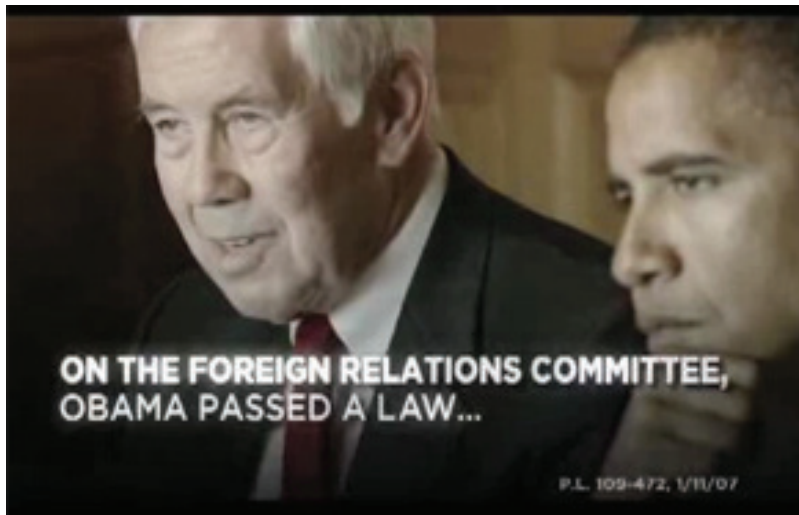 ON THE FOREIGN RELATIONS COMMITTEE,
OBAMA PASSED A LAW...
P.L. 109-472, 1/11/07